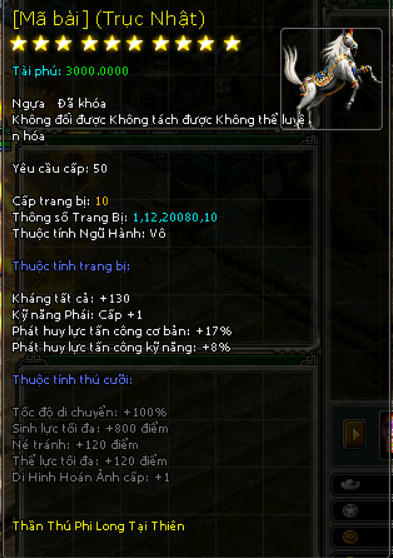 [Mã bài] (Trục Nhật)
Tài phú: 3000.0000
Ngựa Đã khóa
Không đổi được Không tách được Không thể luyệ
n hóa
Yêu cầu cấp: 50
Cấp trang bị: 10
Thông số Trang Bị: 1,12,20080,10
Thuộc tính Ngũ Hành: Vô
Thuộc tính trang bị:
Kháng tất cả: +130
Kỹ năng Phái: Cấp +1
Phát huy lực tấn công cơ bản: +17%
Phát huy lực tấn công kỹ năng: +8%
Thuộc tính thú cưỡi:
Tốc độ di chuyển: +100%
Sinh lực tối đa: +800 điểm
Né tránh: +120 điểm
Thể lực tối đa: +120 điểm
Di Hình Hoán Ảnh cấp: +1
Thần Thú Phi Long Tại Thiên